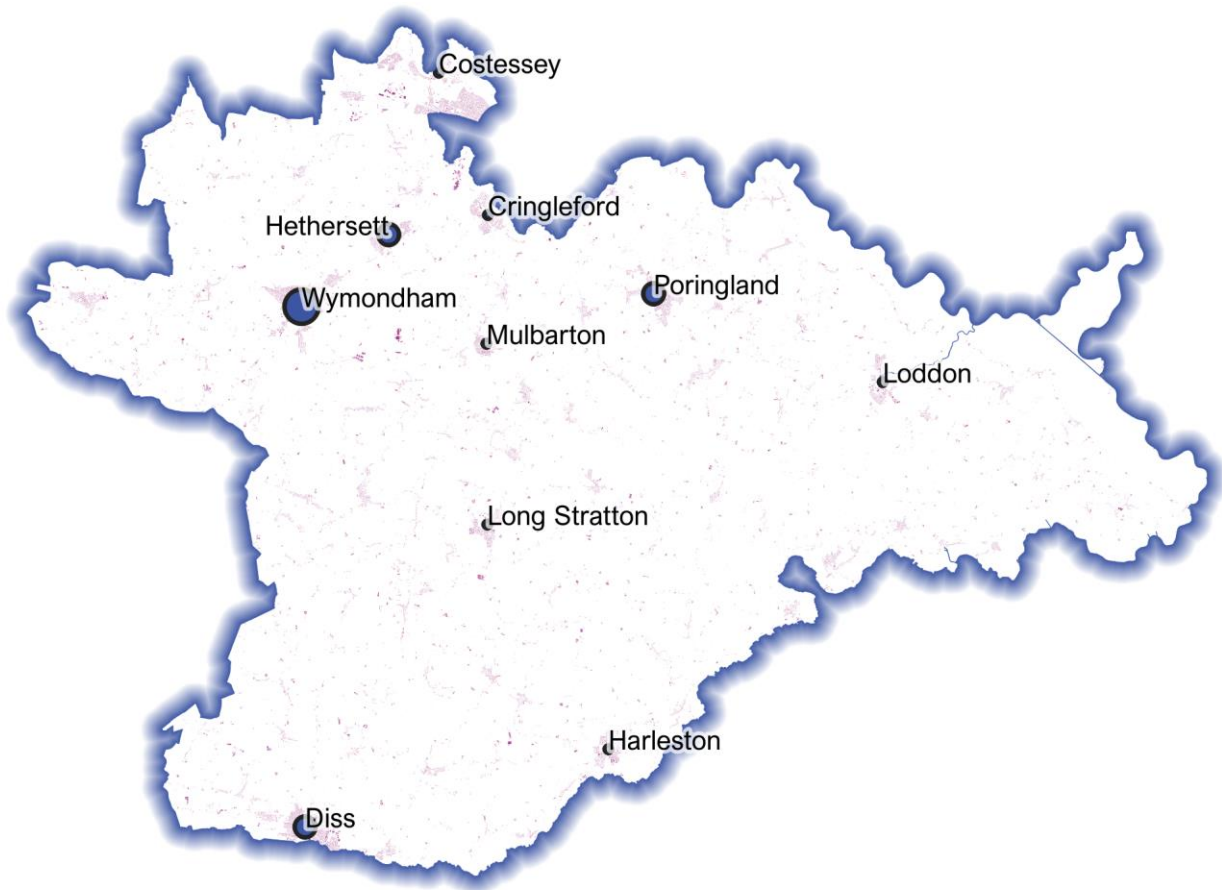 Costessey
Cringleford
Hethersett
Poringland
Wymondham
Mulbarton
Loddon
Long Stratton
Harleston
Diss